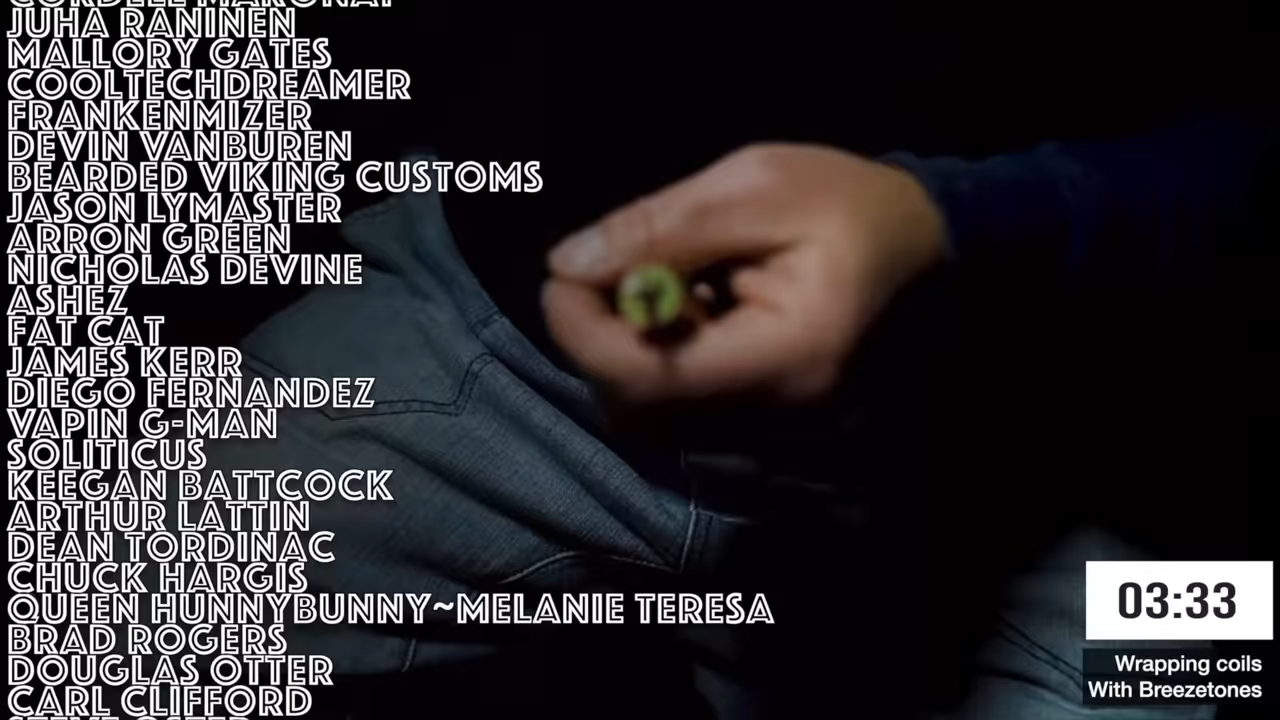 CORDELL MAKONAI
JUHA RANINEN
MALLORY GATES
COOLTECHDREAMER
FRANKENMIZER
DEVIN VANBUREN
BEARDED VIKING CUSTOMS
JASON LYMASTER
ARRON GREEN
NICHOLAS DEVINE
ASHEZ
FAT CAT
JAMES KERR
DIEGO FERNANDEZ
VAPIN G-MAN
SOLITICUS
KEEGAN BATTCOCK
ARTHUR LATTIN
DEAN TORDINAC
CHUCK HARGIS
QUEEN HUNNYBUNNY~MELANIE TERESA
BRAD ROGERS
DOUGLAS OTTER
CARL CLIFFORD
03:33
Wrapping coils
With Breezetones